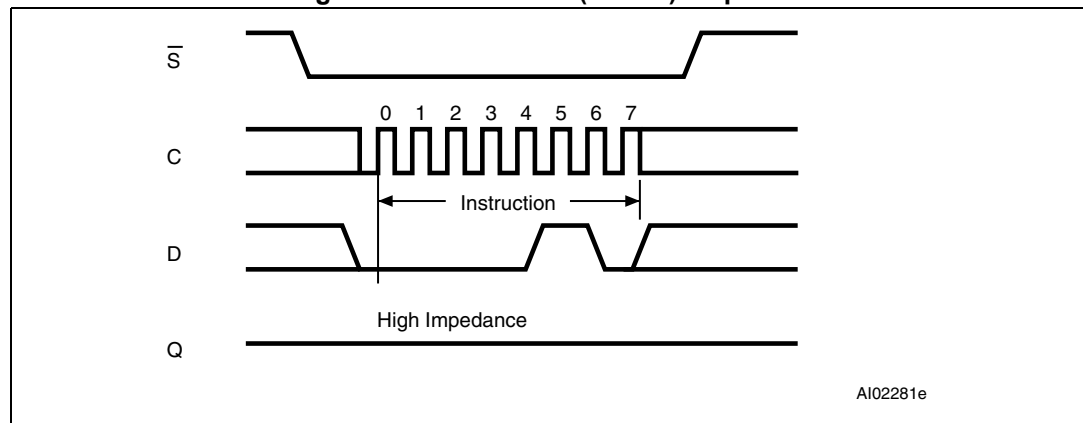 S̅
0 1 2 3 4 5 6 7
C
Instruction
D
High Impedance
Q
AI02281e